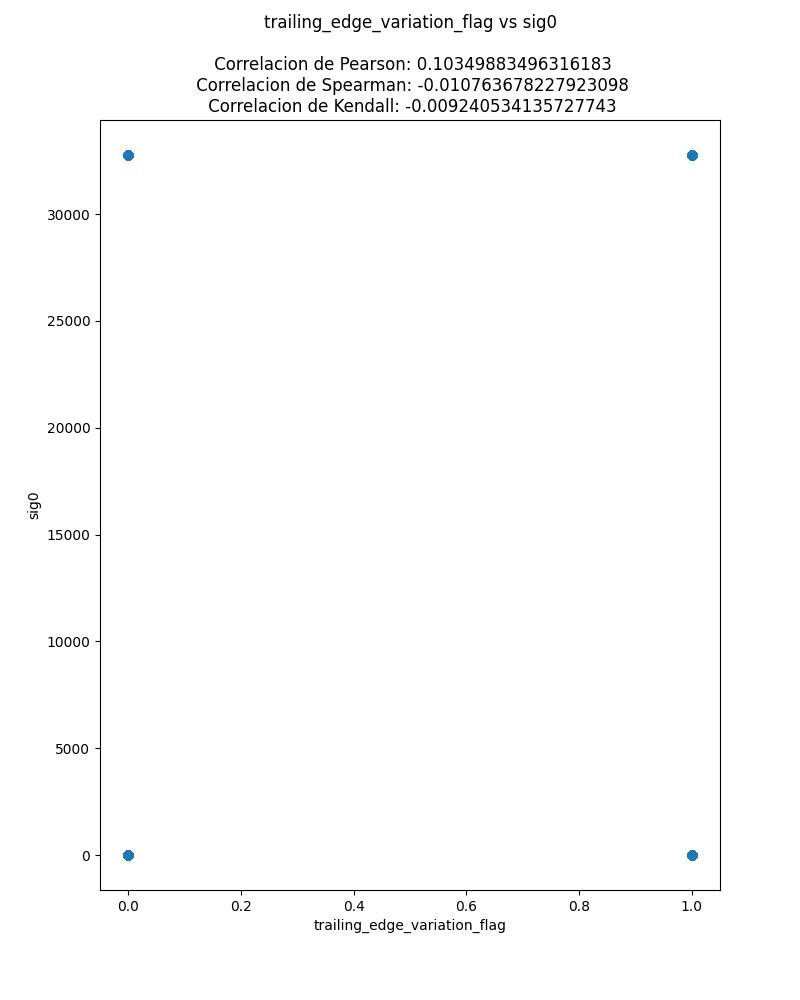 trailing_edge_variation_flag vs sig0
Correlacion de Pearson: 0.10349883496316183
Correlacion de Spearman: -0.010763678227923098
Correlacion de Kendall: -0.009240534135727743
30000
25000
20000
15000
10000
5000
0
sig0
0.0 0.2 0.4 0.6 0.8 1.0
trailing_edge_variation_flag